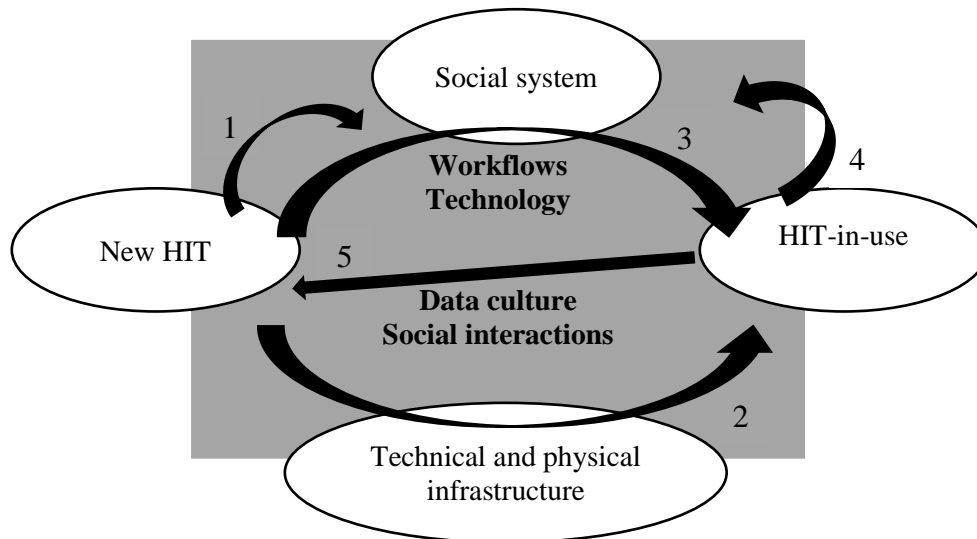 Social system
1
3
4
Workflows
Technology
New HIT
HIT-in-use
5
Data culture
Social interactions
2
Technical and physical
infrastructure